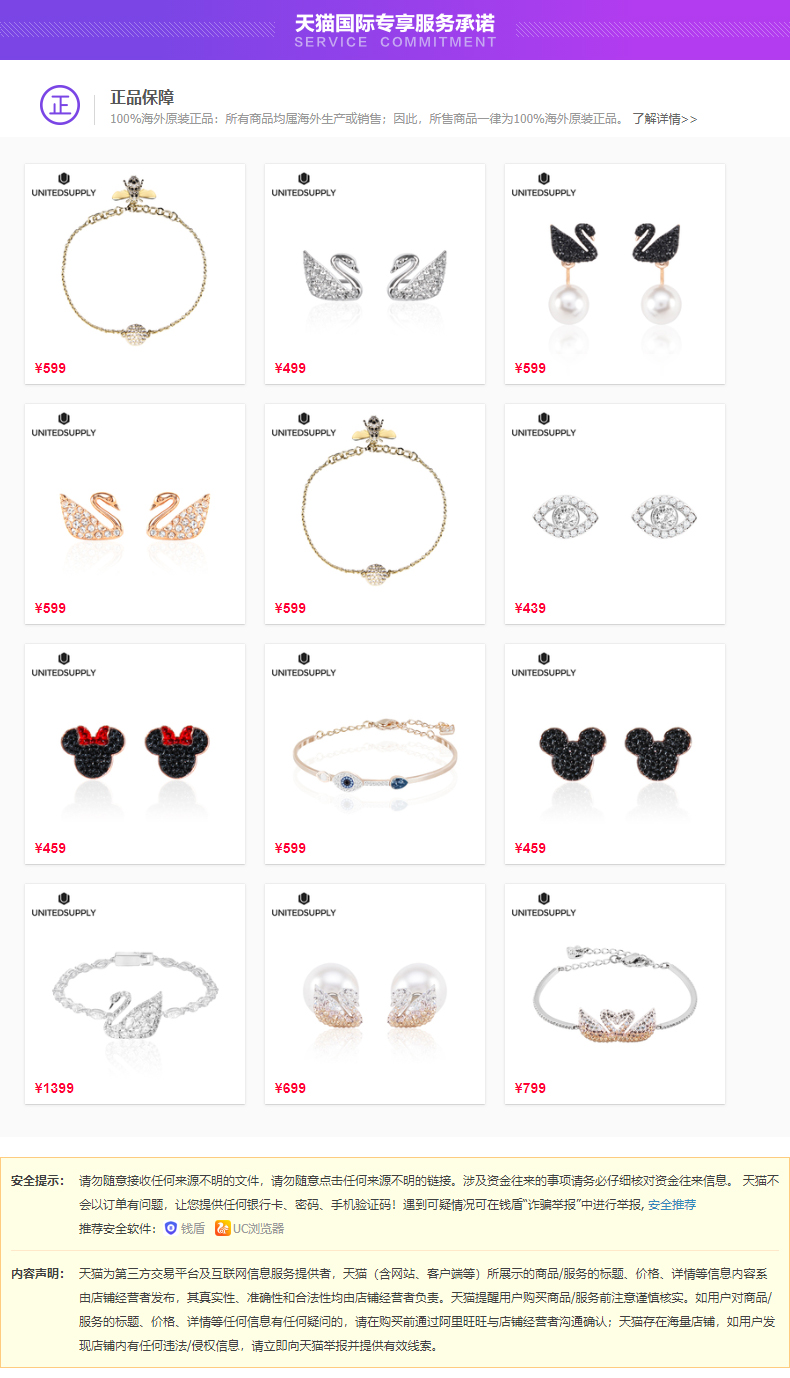 天猫国际专享服务承诺
SERVICE COMMITMENT
正
正品保障
100%海外原装正品：所有商品均属海外生产或销售；因此，所售商品一律为100%海外原装正品。 了解详情>>
UNITEDSUPPLY
UNITEDSUPPLY
UNITEDSUPPLY
¥599
¥499
¥599
UNITEDSUPPLY
UNITEDSUPPLY
UNITEDSUPPLY
¥599
¥599
¥439
UNITEDSUPPLY
UNITEDSUPPLY
UNITEDSUPPLY
¥459
¥599
¥459
UNITEDSUPPLY
UNITEDSUPPLY
UNITEDSUPPLY
¥1399
¥699
¥799
安全提示： 请勿随意接收任何来源不明的文件，请勿随意点击任何来源不明的链接。涉及资金往来的事项请务必仔细核对资金往来信息。 天猫不
会以订单有问题，让您提供任何银行卡、密码、手机验证码！遇到可疑情况可在钱盾“诈骗举报”中进行举报, 安全推荐
推荐安全软件： 钱盾 UC浏览器
内容声明： 天猫为第三方交易平台及互联网信息服务提供者，天猫（含网站、客户端等）所展示的商品/服务的标题、价格、详情等信息内容系
由店铺经营者发布，其真实性、准确性和合法性均由店铺经营者负责。天猫提醒用户购买商品/服务前注意谨慎核实。如用户对商品/
服务的标题、价格、详情等任何信息有任何疑问的，请在购买前通过阿里旺旺与店铺经营者沟通确认；天猫存在海量店铺，如用户发
现店铺内有任何违法/侵权信息，请立即向天猫举报并提供有效线索。